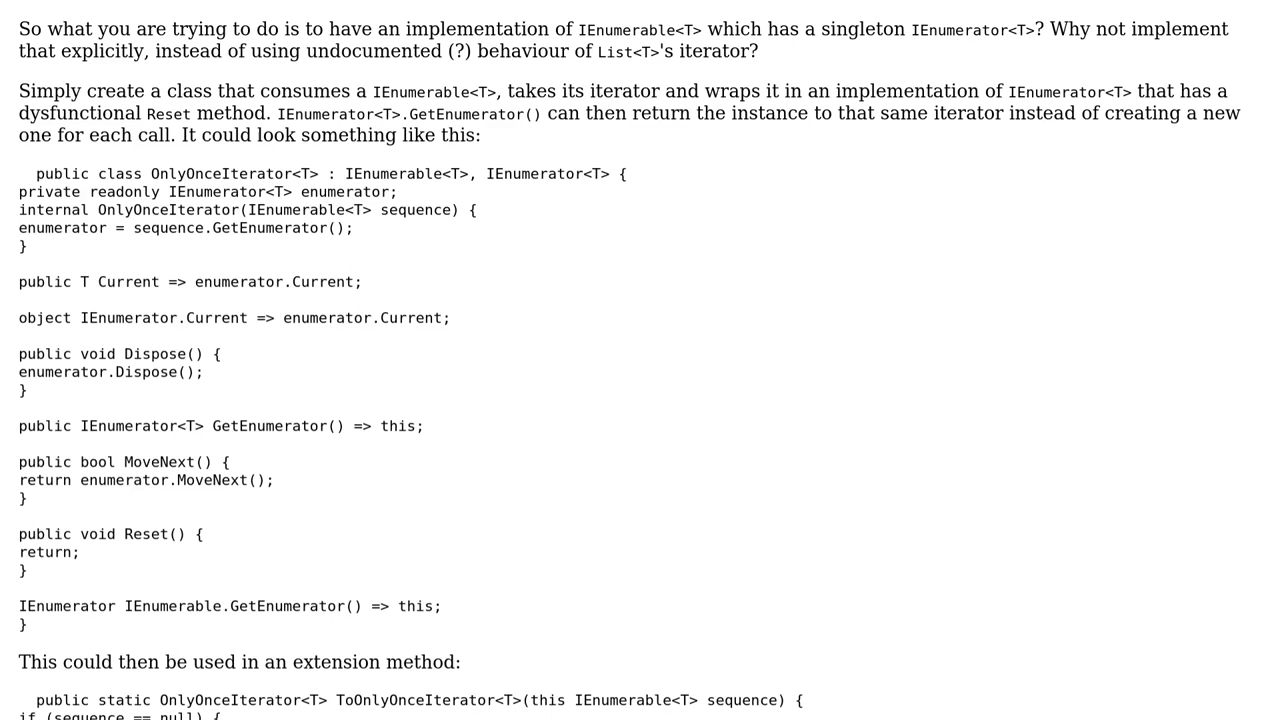 So what you are trying to do is to have an implementation of IEnumerable<T> which has a singleton IEnumerator<T>? Why not implement
that explicitly, instead of using undocumented (?) behaviour of List<T>'s iterator?
Simply create a class that consumes a IEnumerable<T>, takes its iterator and wraps it in an implementation of IEnumerator<T> that has a
dysfunctional Reset method. IEnumerator<T>.GetEnumerator() can then return the instance to that same iterator instead of creating a new
one for each call. It could look something like this:
public class OnlyOnceIterator<T> : IEnumerable<T>, IEnumerator<T> {
private readonly IEnumerator<T> enumerator;
internal OnlyOnceIterator(IEnumerable<T> sequence) {
enumerator = sequence.GetEnumerator();
}
public T Current => enumerator.Current;
object IEnumerator.Current => enumerator.Current;
public void Dispose() {
enumerator.Dispose();
}
public IEnumerator<T> GetEnumerator() => this;
public bool MoveNext() {
return enumerator.MoveNext();
}
public void Reset() {
return;
}
IEnumerator IEnumerable.GetEnumerator() => this;
}
This could then be used in an extension method:
public static OnlyOnceIterator<T> ToOnlyOnceIterator<T>(this IEnumerable<T> sequence) {
if (sequence == null) {